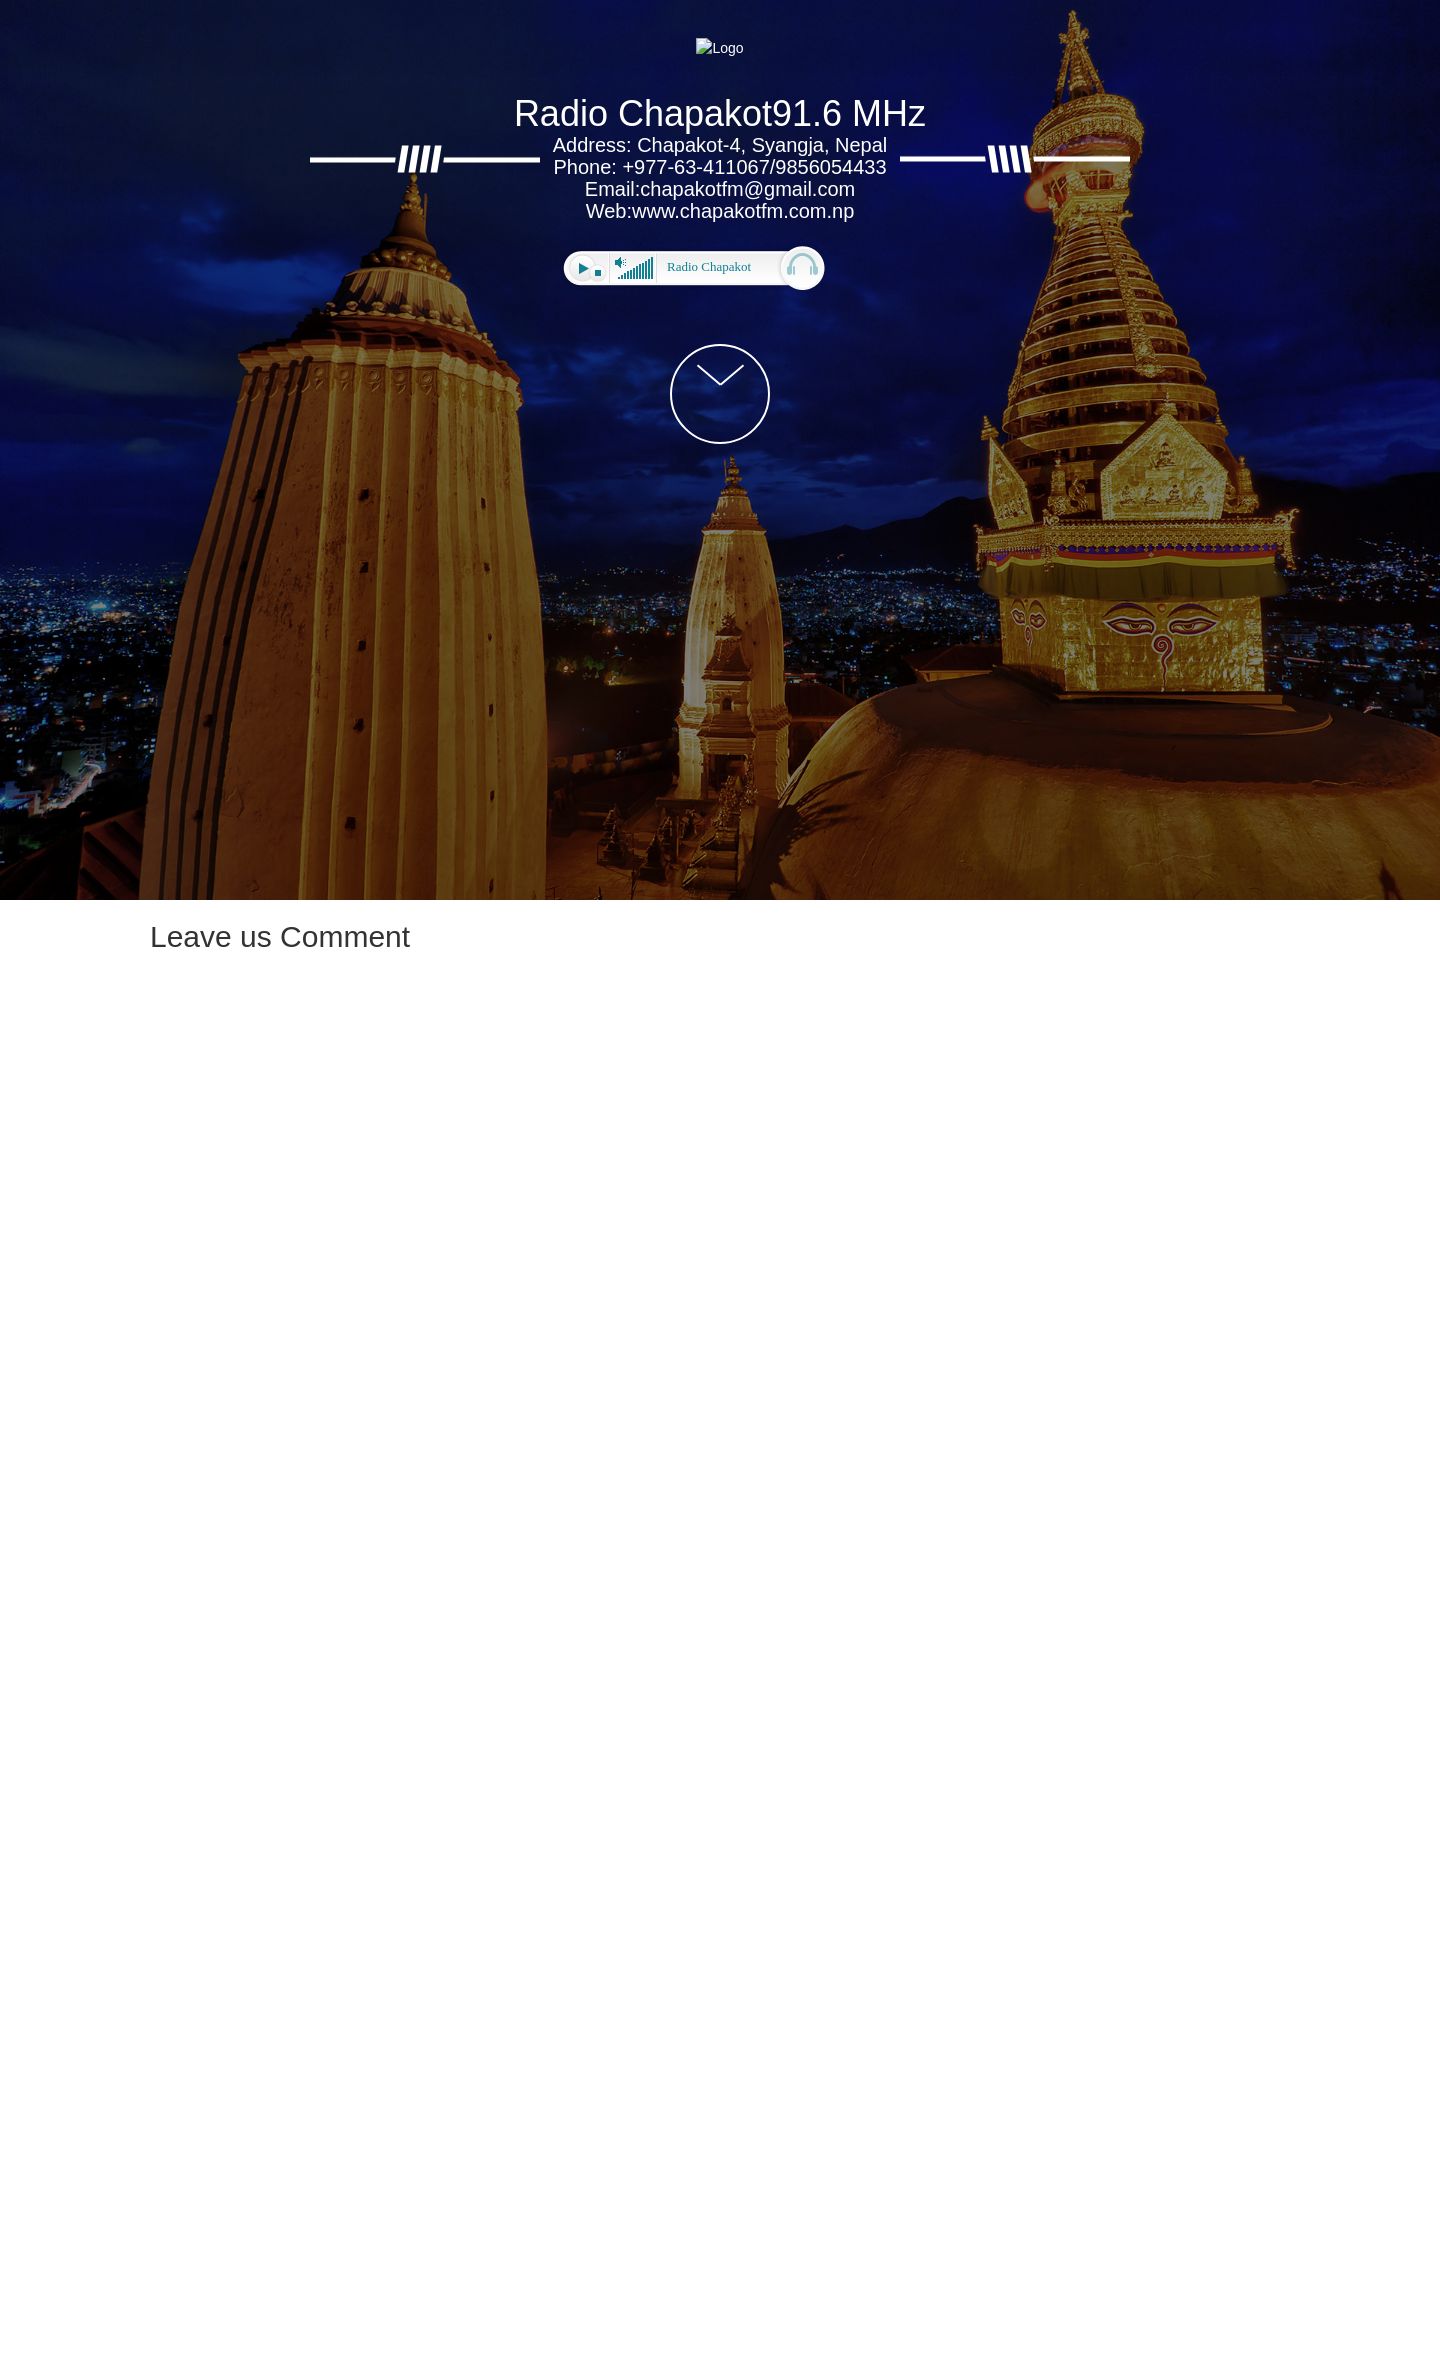 Logo
Radio Chapakot91.6 MHz
Address: Chapakot-4, Syangja, Nepal
Phone: +977-63-411067/9856054433
Email:chapakotfm@gmail.com
Web:www.chapakotfm.com.np
Radio Chapakot
Leave us Comment